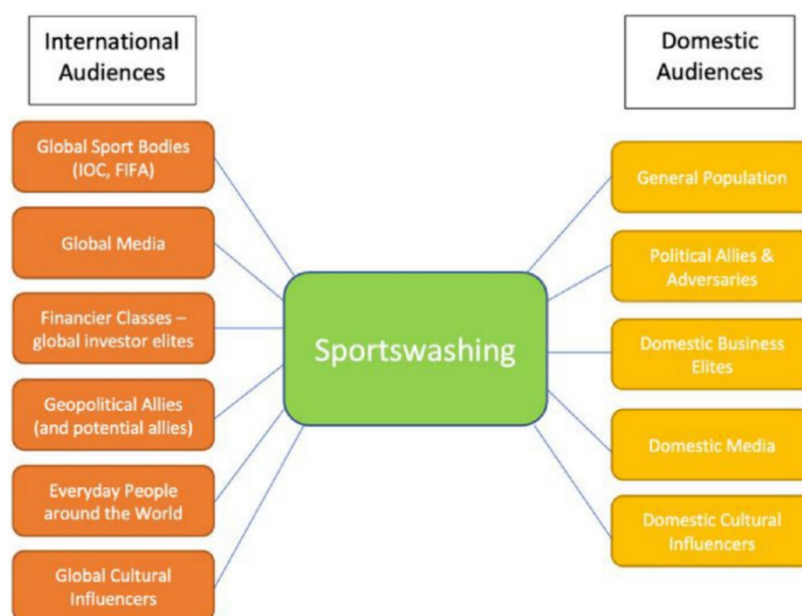 International
Audiences
Global Sport Bodies
(IOC, FIFA)
Global Media
Financier Classes –
global investor elites
Geopolitical Allies
(and potential allies)
Everyday People
around the World
Global Cultural
Influencers
Sportswashing
Domestic
Audiences
General Population
Political Allies &
Adversaries
Domestic Business
Elites
Domestic Media
Domestic Cultural
Influencers